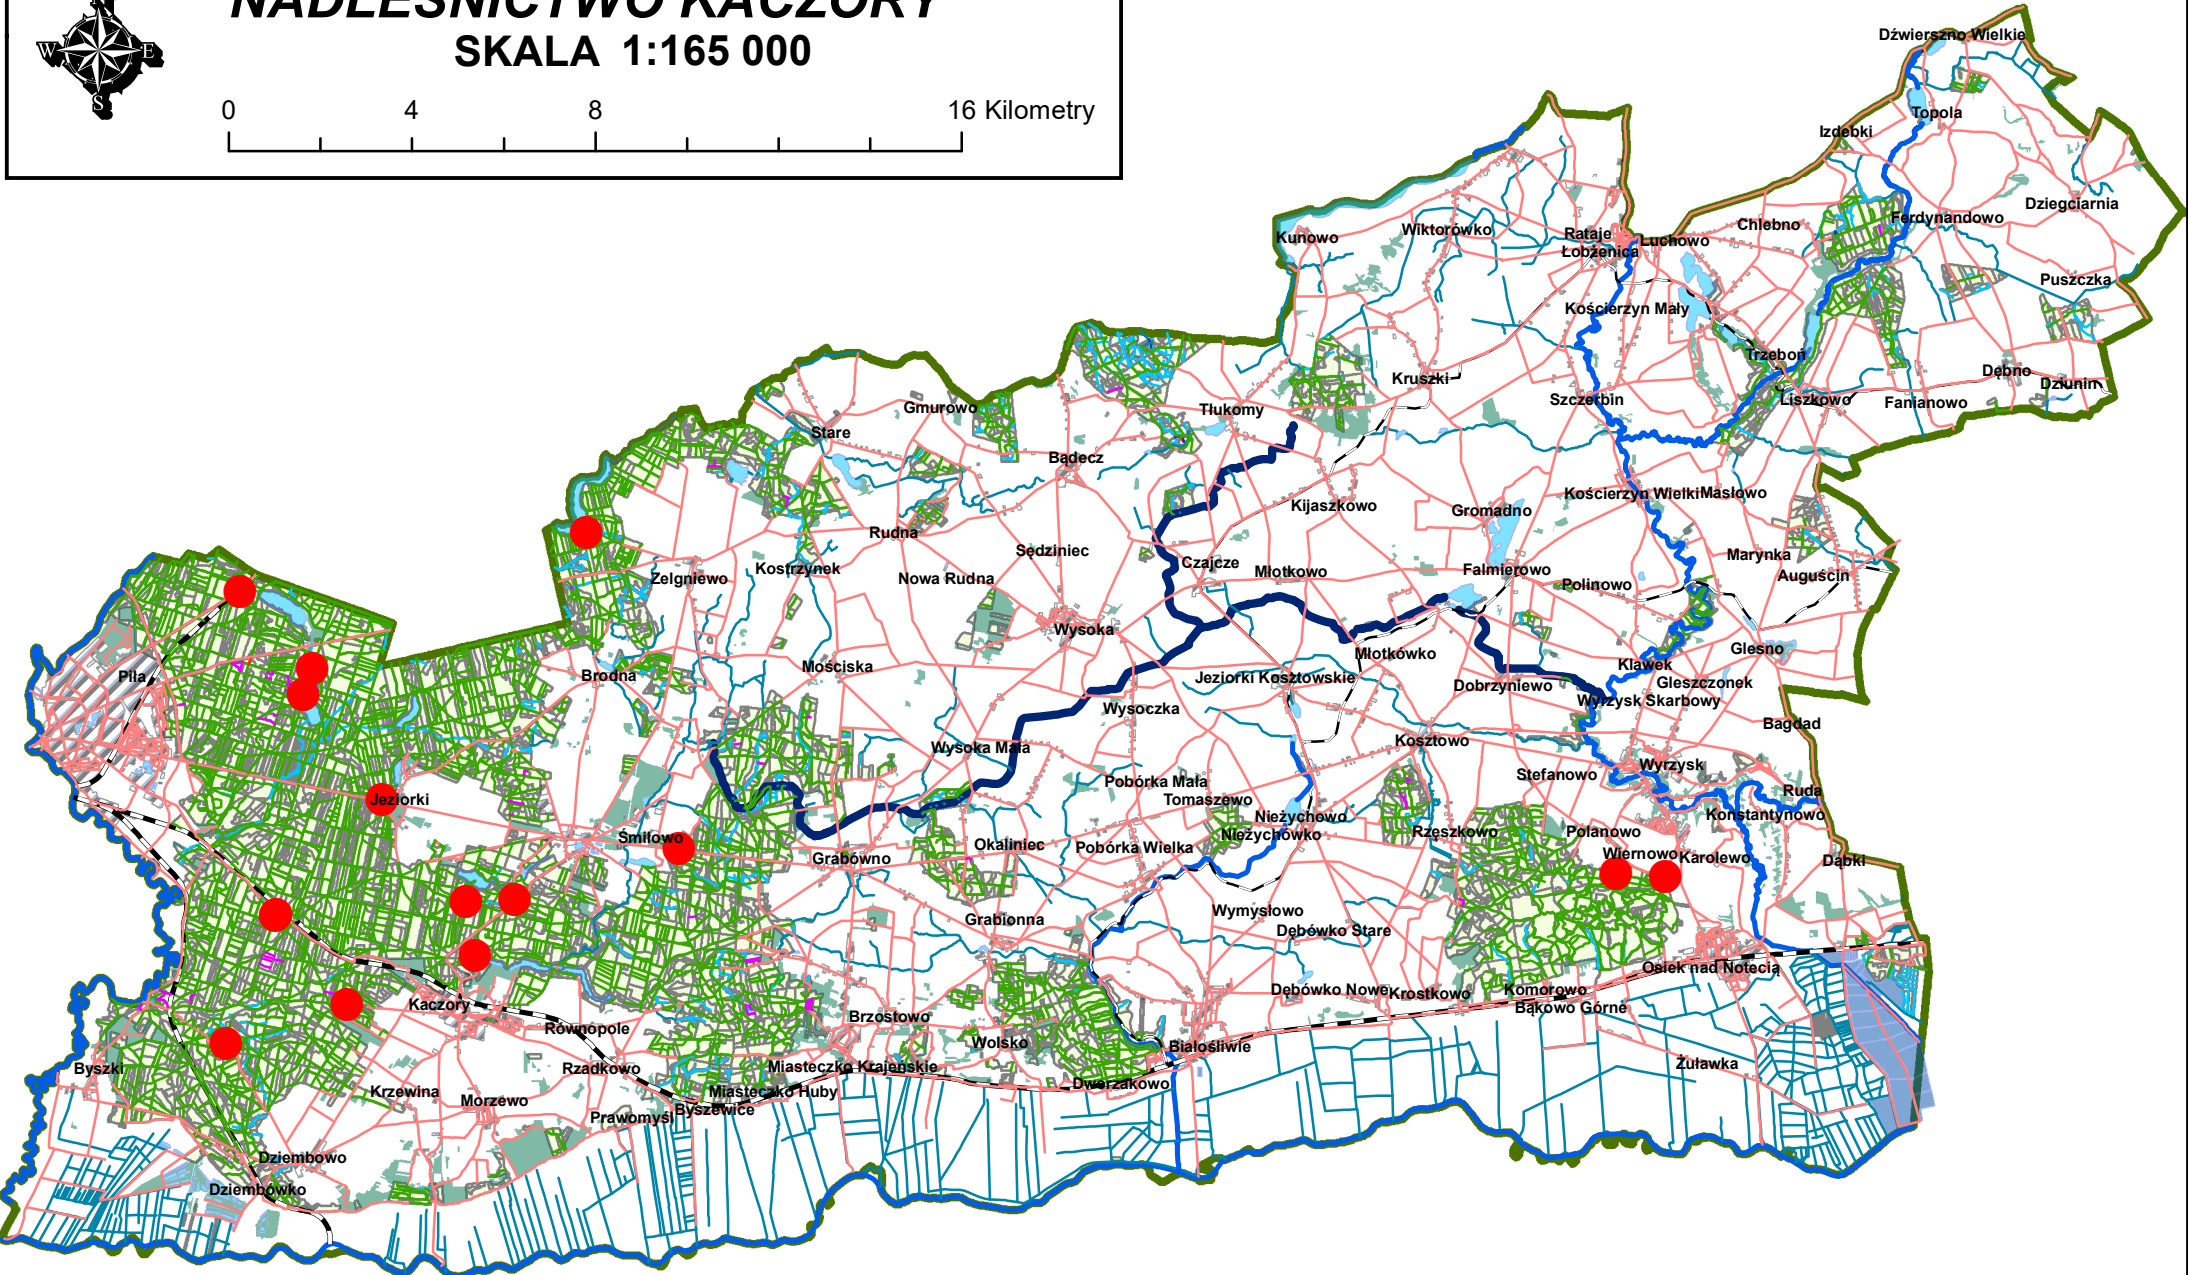 NADLEŚNICTWO KACZORY
SKALA 1:165 000
N
W E
S
0 4 8 16 Kilometry
Dźwierszno Wielkie
Topola
Izdebki
Dziegciarnia
Ferdynandowo
Chlebno
Wiktorówko
Rataje
Kunowo
Luchowo
Łobżenica
Puszczka
Kościerzyn Mały
Trzeboń
Dębno
Kruszki
Dziunin
Szczerbin
Liszkowo
Fanianowo
Gmurowo
Tłukomy
Stare
Bądecz
Kościerzyn Wielki
Masłowo
Kijaszkowo
Gromadno
Rudna
Sędziniec
Marynka
Czajcze
Kostrzynek
Falmierowo
Młotkowo
Auguścin
Zelgniewo
Nowa Rudna
Polinowo
Wysoka
Glesno
Młotkówko
Mościska
Klawek
Piła
Brodna
Jeziorki Kosztowskie
Gleszczonek
Dobrzyniewo
Wyrzysk Skarbowy
Wysoczka
Bagdad
Kosztowo
Wysoka Mała
Wyrzysk
Stefanowo
Pobórka Mała
Ruda
Jeziorki
Tomaszewo
Konstantynowo
Nieżychowo
Rzeszkowo
Polanowo
Nieżychówko
Śmiłowo
Okaliniec
Pobórka Wielka
Wiernowo
Karolewo
Grabówno
Dąbki
Wymysłowo
Grabionna
Dębówko Stare
Osiek nad Notecią
Dębówko Nowe
Krostkowo
Komorowo
Kaczory
Bąkowo Górne
Brzostowo
Równopole
Wolsko
Białośliwie
Żuławka
Byszki
Rzadkowo
Miasteczko Krajeńskie
Dworzakowo
Krzewina
Miasteczko Huby
Morzewo
Byszewice
Prawomyśl
Dziembowo
Dziembówko